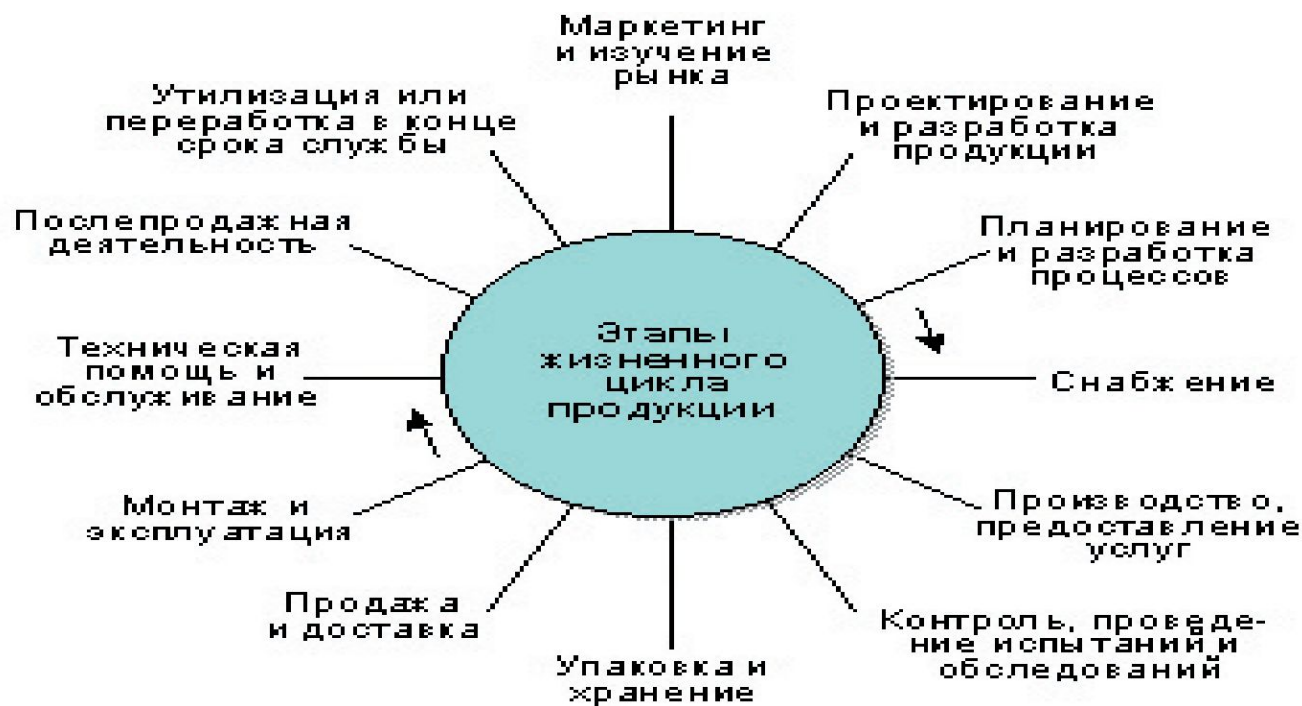 Маркетинг
и изучение
рынка
Проектирование
и разработка
продукции
Планирование
и разработка
процессов
Снабжение
Производство,
предоставление
услуг
Контроль, проведе-
ние испытаний и
обследований
Упаковка и
хранение
Продажа
и доставка
Монтаж и
эксплуатация
Техническая
помощь и
обслуживание
Послепродажная
деятельность
Утилизация или
переработка в конце
срока службы
Этапы
жизненного
цикла
продукции